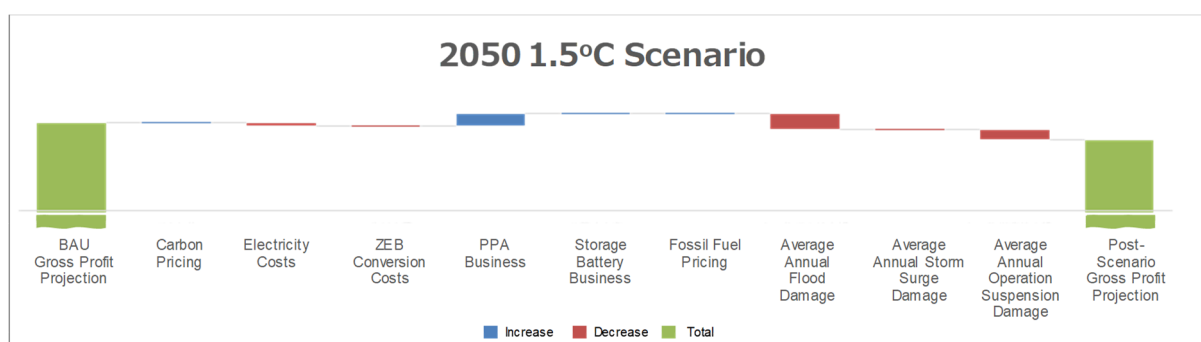 2050 1.5°C Scenario
BAU
Gross Profit
Projection
Carbon
Pricing
Electricity
Costs
ZEB
Conversion
Costs
PPA
Business
Storage
Battery
Business
Fossil Fuel
Pricing
Average
Annual
Flood
Damage
Average
Annual Storm
Surge
Damage
Average
Annual
Operation
Suspension
Damage
Post-
Scenario
Gross Profit
Projection
Increase
Decrease
Total